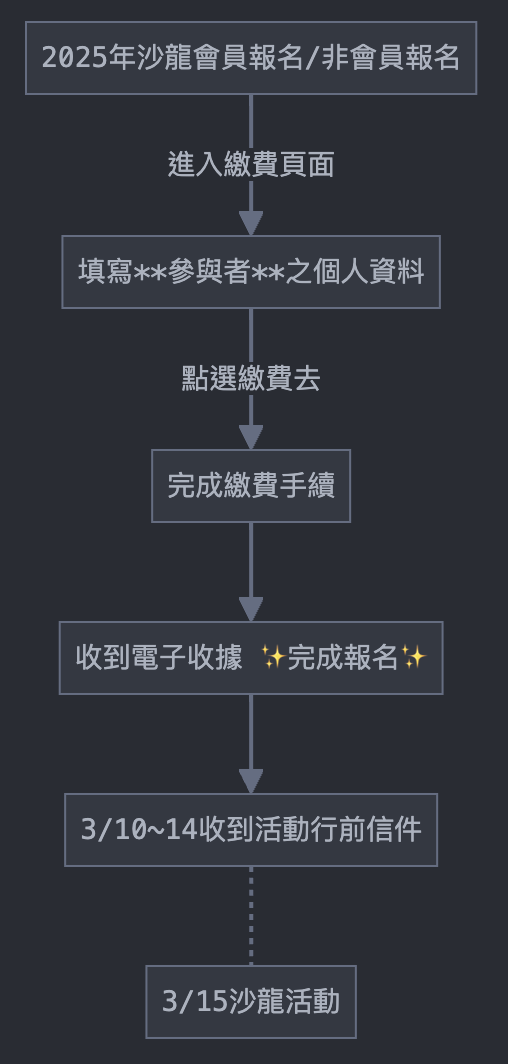 2025年沙龍會員報名/非會員報名
進入繳費頁面
填寫**參與者**之個人資料
點選繳費去
完成繳費手續
收到電子收據 ✨完成報名✨
3/10~14收到活動行前信件
3/15沙龍活動